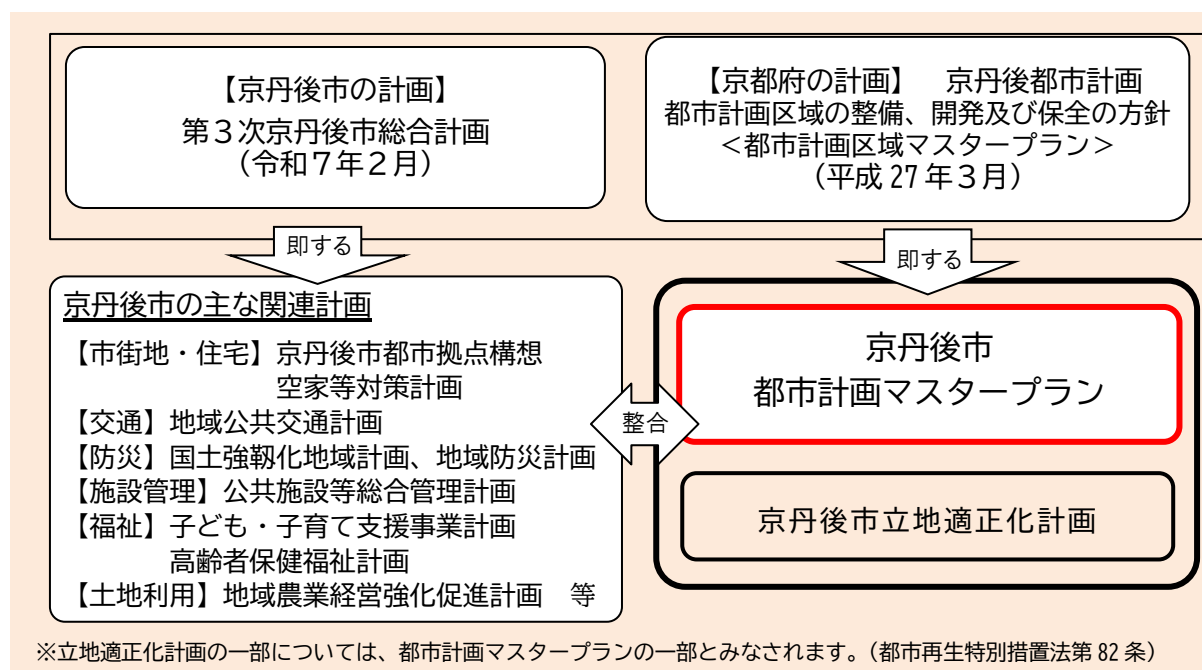 【京丹後市の計画】
第３次京丹後市総合計画
（令和７年２月）
【京都府の計画】　京丹後都市計画
都市計画区域の整備、開発及び保全の方針
＜都市計画区域マスタープラン＞
（平成 27 年３月）
即する
即する
京丹後市の主な関連計画
【市街地・住宅】京丹後市都市拠点構想
空家等対策計画
【交通】地域公共交通計画
【防災】国土強靱化地域計画、地域防災計画
【施設管理】公共施設等総合管理計画
【福祉】子ども・子育て支援事業計画
高齢者保健福祉計画
【土地利用】地域農業経営強化促進計画　等
整合
京丹後市
都市計画マスタープラン
京丹後市立地適正化計画
※立地適正化計画の一部については、都市計画マスタープランの一部とみなされます。（都市再生特別措置法第 82 条）